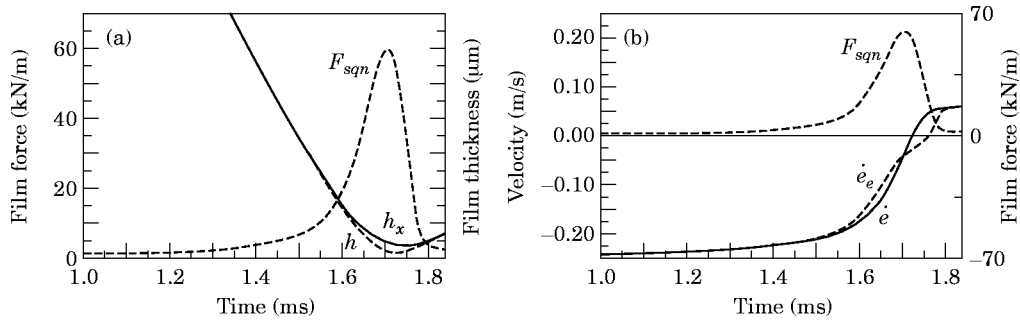 (a)
60
40
20
0
Film force (kN/m)
F_sqn
h_x
h
1.0 1.2 1.4 1.6 1.8
Time (ms)
Film thickness (μm)
(b)
0.20
0.10
0.00
−0.10
−0.20
Velocity (m/s)
F_sqn
ė_e
ė
70
0
−70
Film force (kN/m)
1.0 1.2 1.4 1.6 1.8
Time (ms)